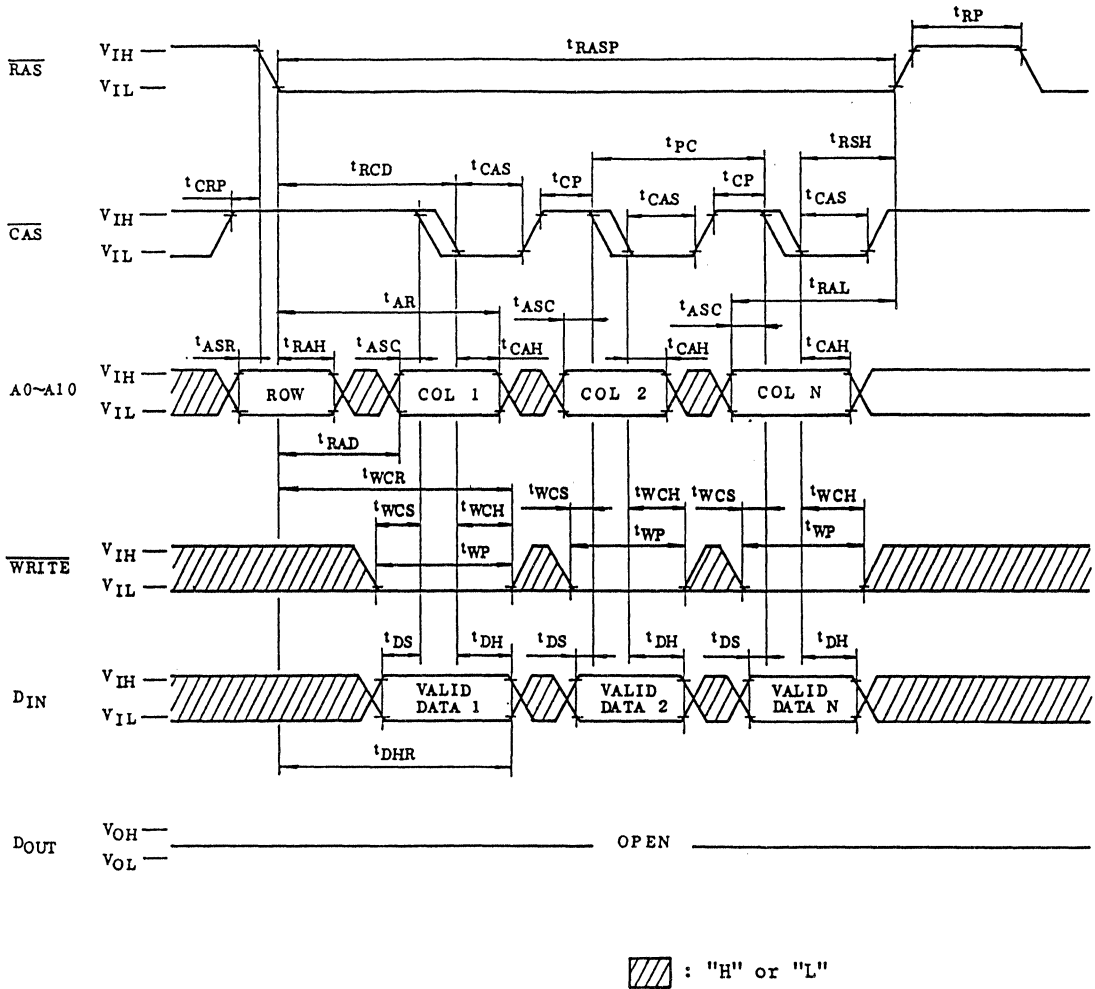 tRP
tRASP
RAS
VIH
VIL
tPC
tRSH
tRCD
tCAS
tCP
tCP
tCRP
tCAS
tCAS
CAS
VIH
VIL
tRAL
tAR
tASC
tASC
tASR
tRAH
tASC
tCAH
tCAH
tCAH
A0~A10
VIH
VIL
ROW
COL 1
COL 2
COL N
tRAD
tWCR
tWCS
tWCH
tWCS
tWCH
tWCS
tWCH
tWP
tWP
tWP
WRITE
VIH
VIL
tDS
tDH
tDS
tDH
tDS
tDH
DIN
VIH
VIL
VALID DATA 1
VALID DATA 2
VALID DATA N
tDHR
DOUT
VOH
VOL
OPEN
: "H" or "L"